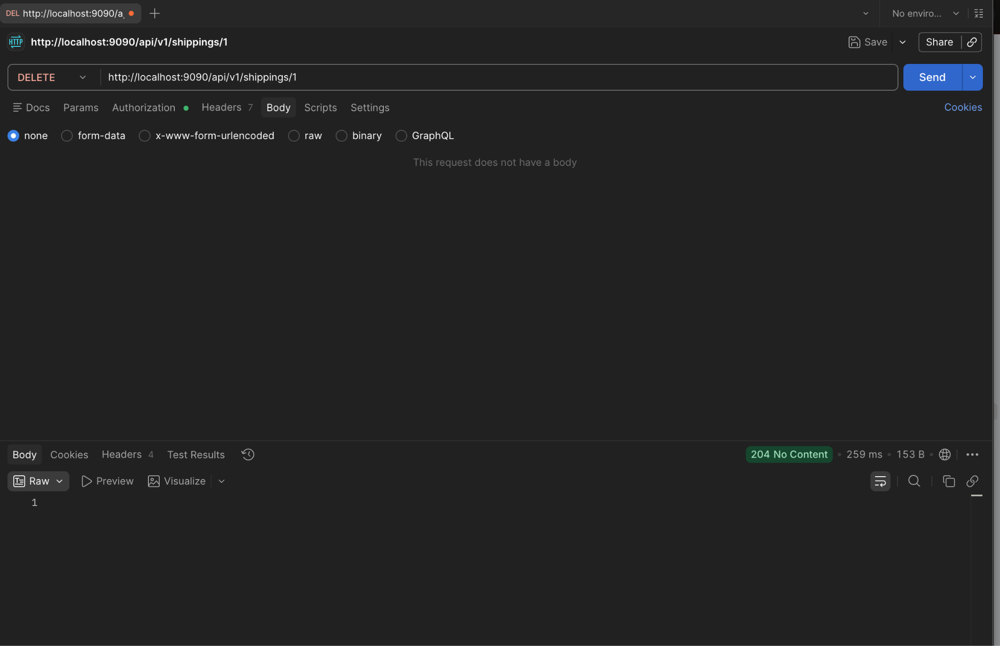 DEL http://localhost:9090/a
No enviro...
HTTP http://localhost:9090/api/v1/shippings/1
Save Share
DELETE http://localhost:9090/api/v1/shippings/1 Send
Docs Params Authorization Headers 7 Body Scripts Settings Cookies
none form-data x-www-form-urlencoded raw binary GraphQL
This request does not have a body
Body Cookies Headers 4 Test Results 204 No Content 259 ms 153 B
Raw Preview Visualize
1